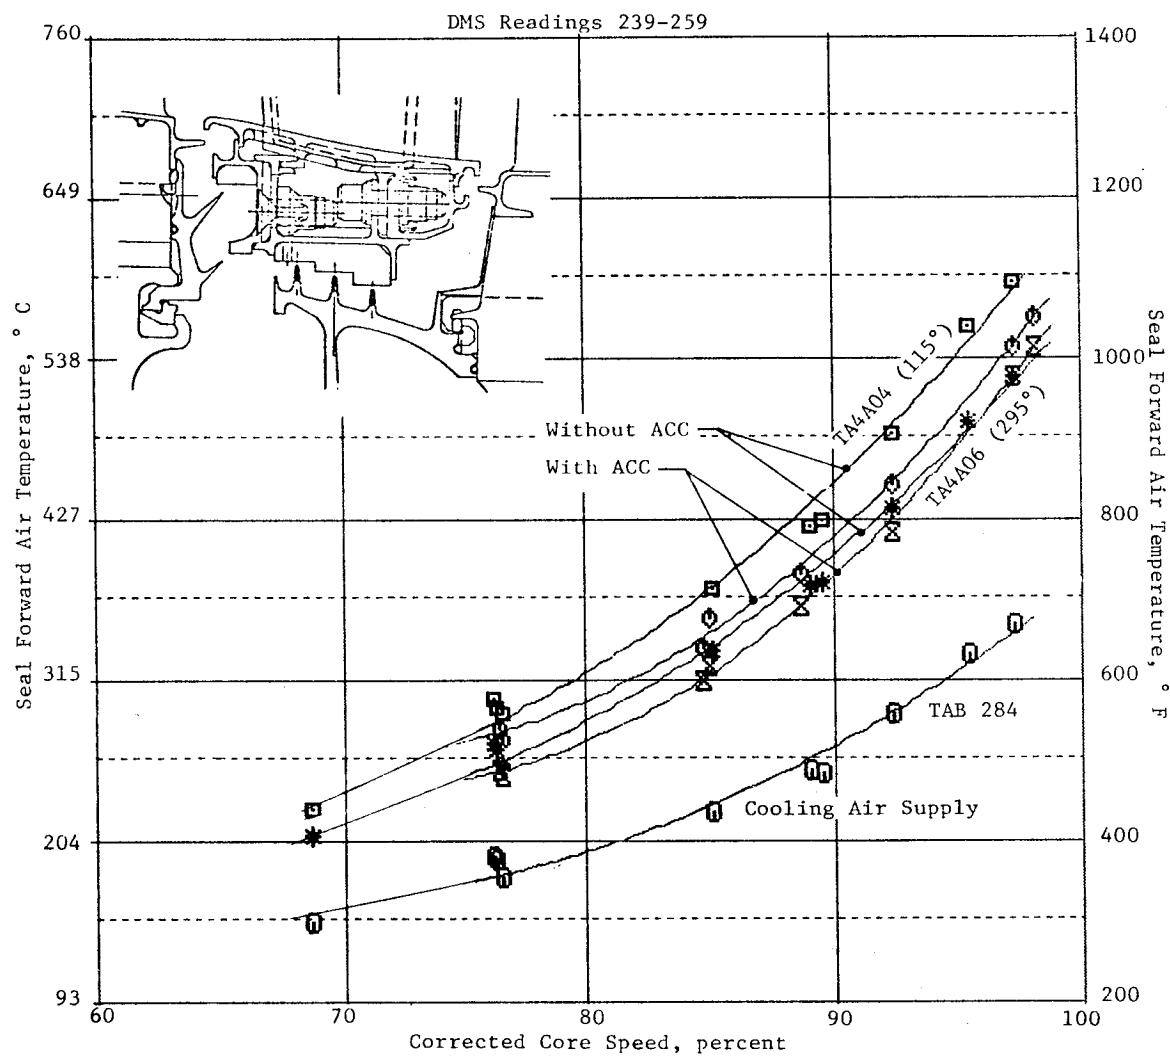 DMS Readings 239-259
760
649
538
427
315
204
93
Seal Forward Air Temperature, ° C
1400
1200
1000
800
600
400
200
Seal Forward Air Temperature, ° F
TA4A04 (115°)
Without ACC
With ACC
TA4A06 (295°)
TAB 284
Cooling Air Supply
60
70
80
90
100
Corrected Core Speed, percent